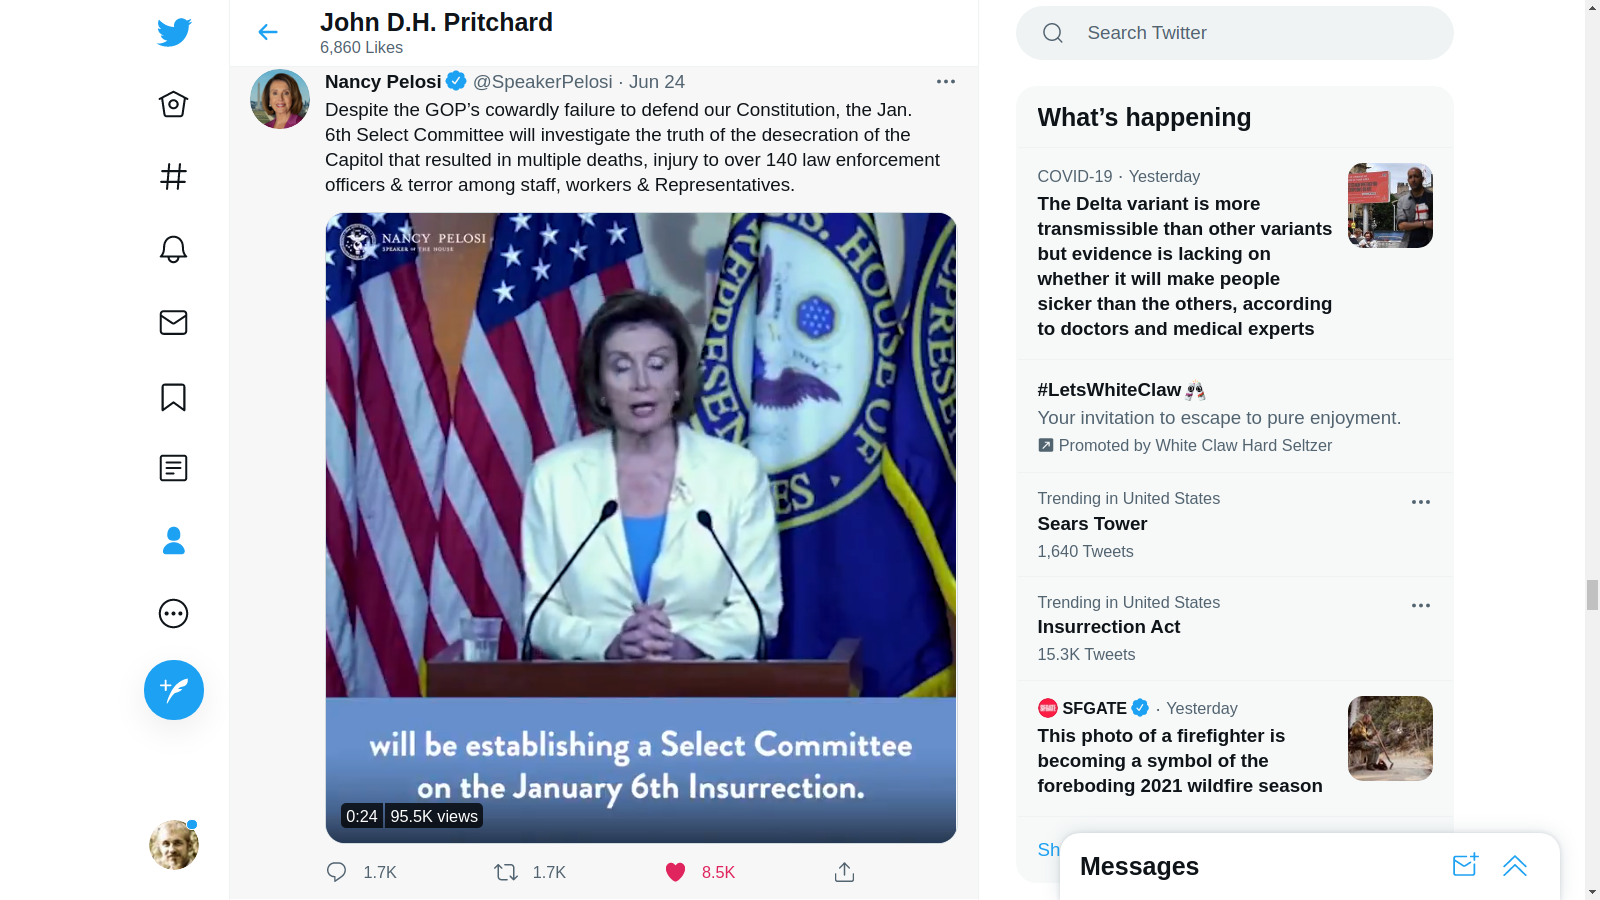 John D.H. Pritchard
6,860 Likes
Nancy Pelosi @SpeakerPelosi · Jun 24
Despite the GOP’s cowardly failure to defend our Constitution, the Jan.
6th Select Committee will investigate the truth of the desecration of the
Capitol that resulted in multiple deaths, injury to over 140 law enforcement
officers & terror among staff, workers & Representatives.
NANCY PELOSI
SPEAKER OF THE HOUSE
U.S. HOUSE OF
will be establishing a Select Committee
on the January 6th Insurrection.
0:24 95.5K views
1.7K 1.7K 8.5K
Search Twitter
What’s happening
COVID-19 · Yesterday
The Delta variant is more
transmissible than other variants
but evidence is lacking on
whether it will make people
sicker than the others, according
to doctors and medical experts
#LetsWhiteClaw
Your invitation to escape to pure enjoyment.
Promoted by White Claw Hard Seltzer
Trending in United States
Sears Tower
1,640 Tweets
Trending in United States
Insurrection Act
15.3K Tweets
SFGATE · Yesterday
This photo of a firefighter is
becoming a symbol of the
foreboding 2021 wildfire season
Sh
Messages